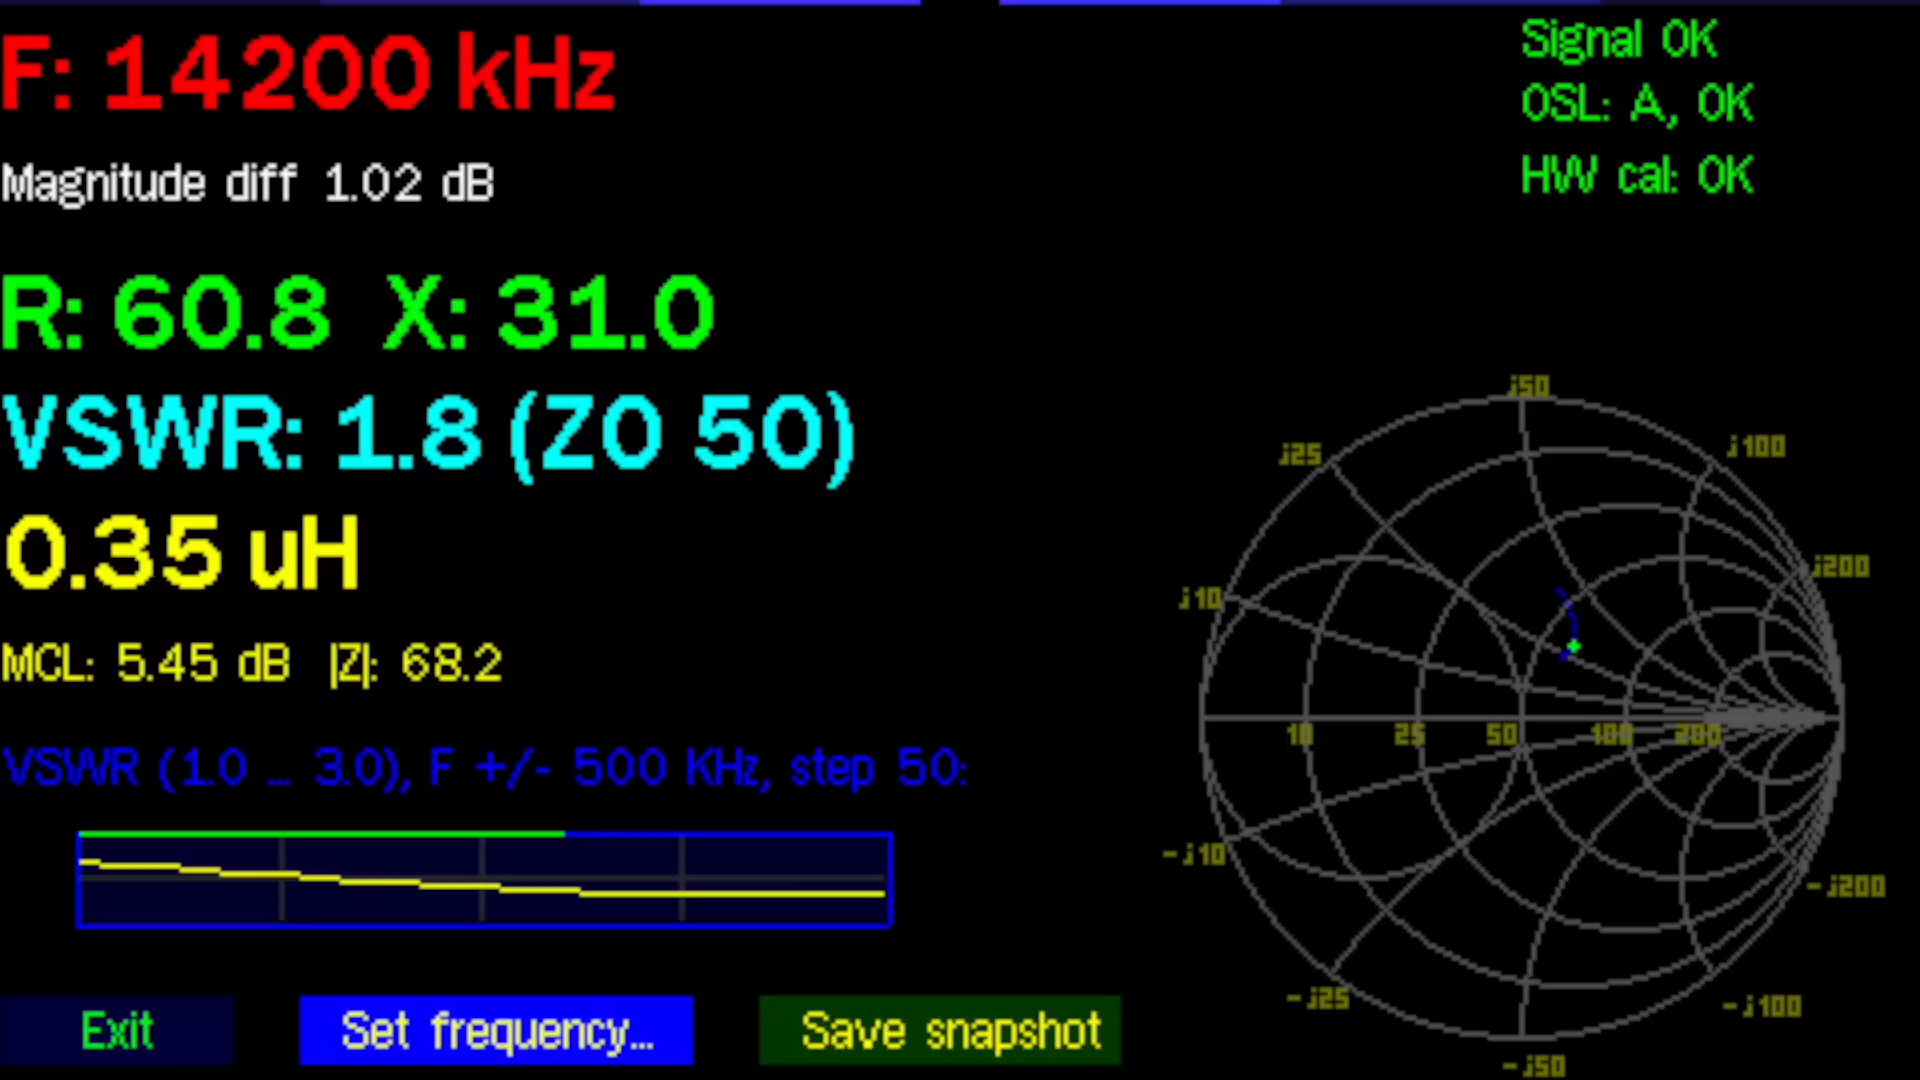 F: 14200 kHz
Signal OK
OSL: A, OK
Magnitude diff 1.02 dB
HW cal: OK
R: 60.8 X: 31.0
VSWR: 1.8 (Z0 50)
0.35 uH
MCL: 5.45 dB |Z|: 68.2
VSWR (1.0 ... 3.0), F +/- 500 KHz, step 50:
j50
j25
j100
j10
j200
10 25 50 100 200
-j10
-j200
-j25
-j100
-j50
Exit
Set frequency...
Save snapshot